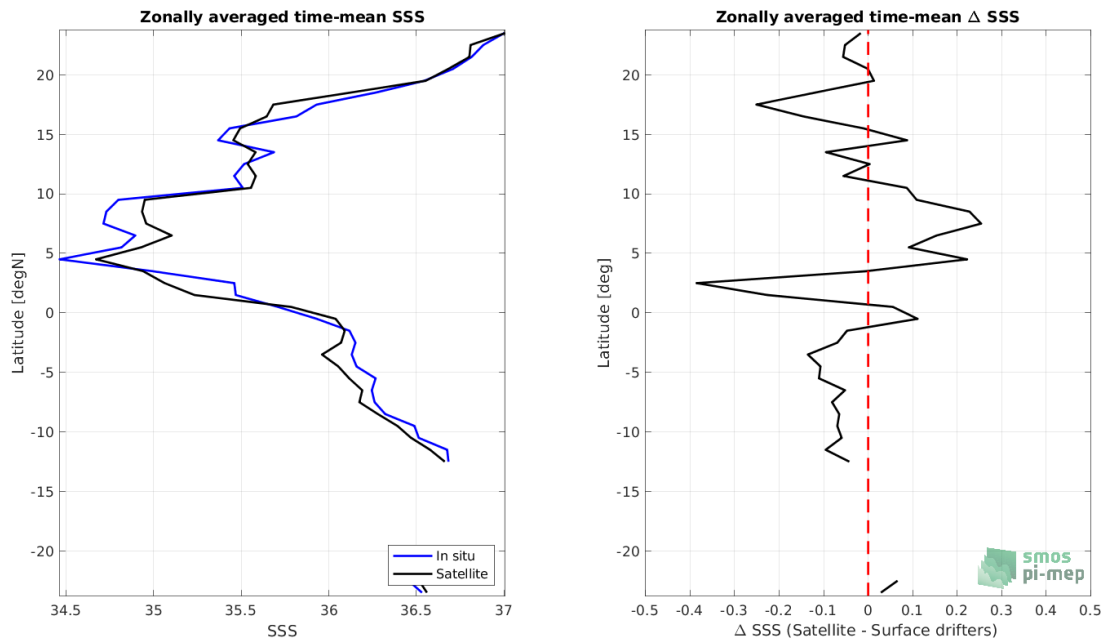 Zonally averaged time-mean SSS
Latitude [degN]
20
15
10
5
0
-5
-10
-15
-20
34.5 35 35.5 36 36.5 37
SSS
In situ
Satellite
Zonally averaged time-mean Δ SSS
Latitude [deg]
20
15
10
5
0
-5
-10
-15
-20
-0.5 -0.4 -0.3 -0.2 -0.1 0 0.1 0.2 0.3 0.4 0.5
Δ SSS (Satellite - Surface drifters)
smos
pi-mep